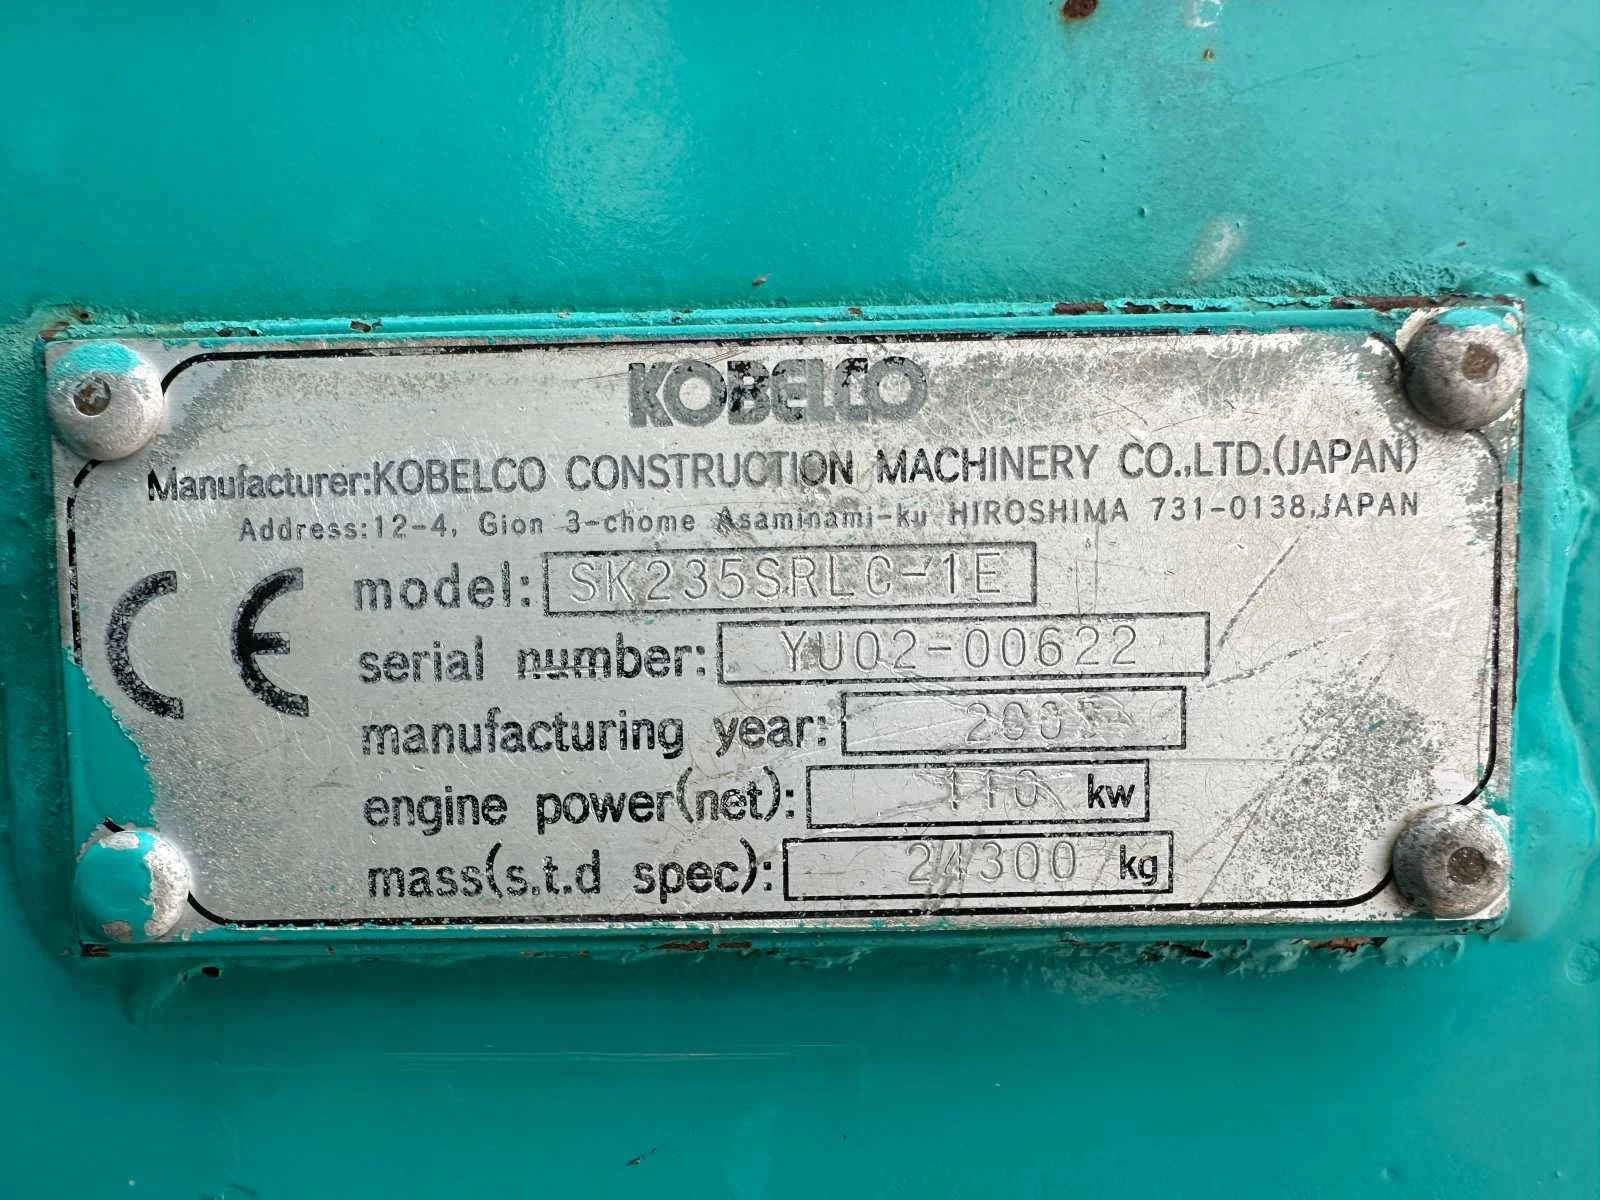 KOBELCO
Manufacturer:KOBELCO CONSTRUCTION MACHINERY CO.,LTD.(JAPAN)
Address:12-4, Gion 3-chome Asaminami-ku HIROSHIMA 731-0138,JAPAN
CE
model: SK235SRLC-1E
serial number: YU02-00622
manufacturing year:
engine power(net): 110 kw
mass(s.t.d spec): 24300 kg